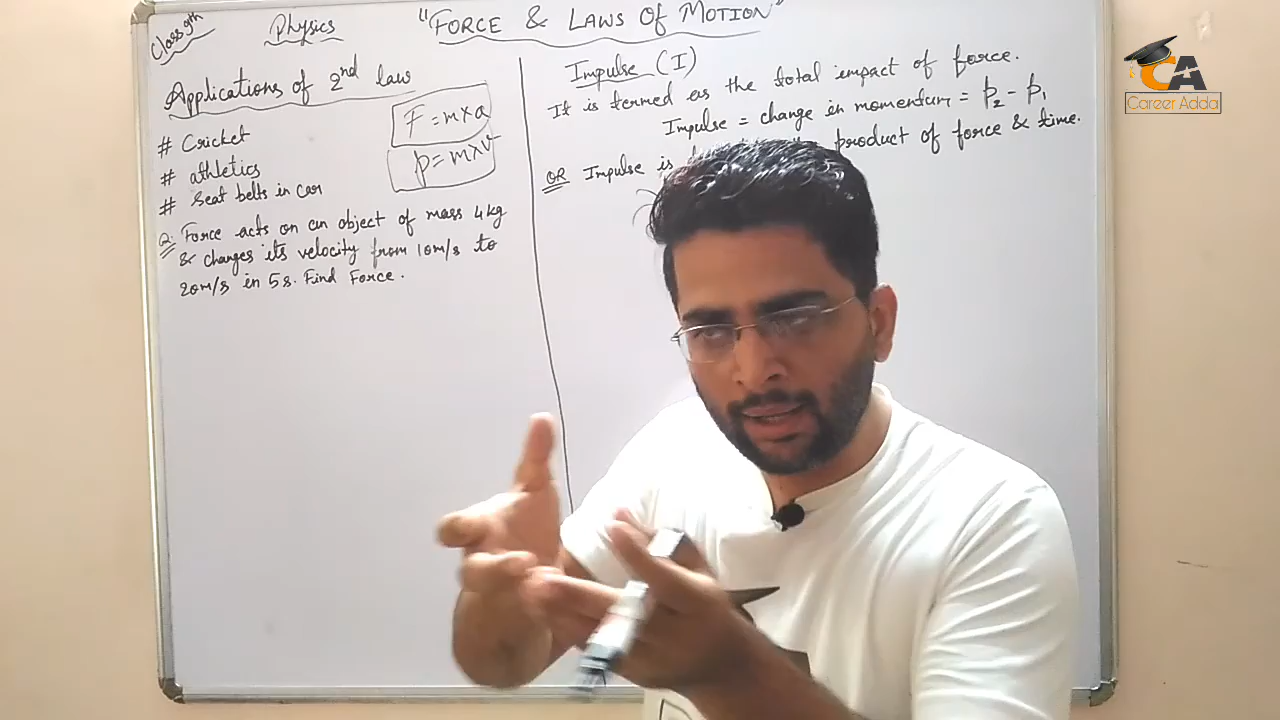 Class 9th
Physics
"FORCE & LAWS OF MOTION"
Applications of 2nd law
# Cricket
# athletics
# Seat belts in car
F = m×a
p = m×v
Q. Force acts on an object of mass 4kg
& changes its velocity from 10m/s to
20m/s in 5s. Find Force.
Impulse (I)
It is termed as the total impact of force.
Impulse = change in momentum = p2 - p1
OR Impulse is product of force & time.
CA
Career Adda